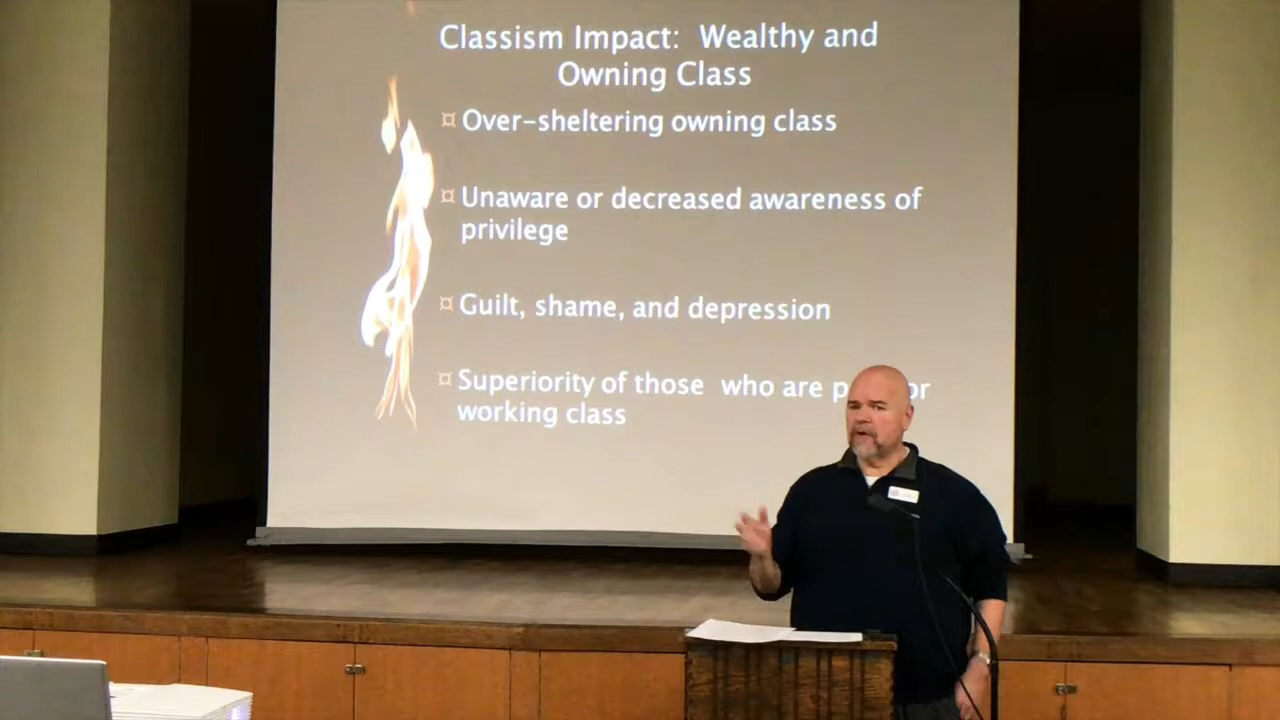 Classism Impact:  Wealthy and
Owning Class
¤ Over-sheltering owning class
¤ Unaware or decreased awareness of
privilege
¤ Guilt, shame, and depression
¤ Superiority of those  who are or
working class